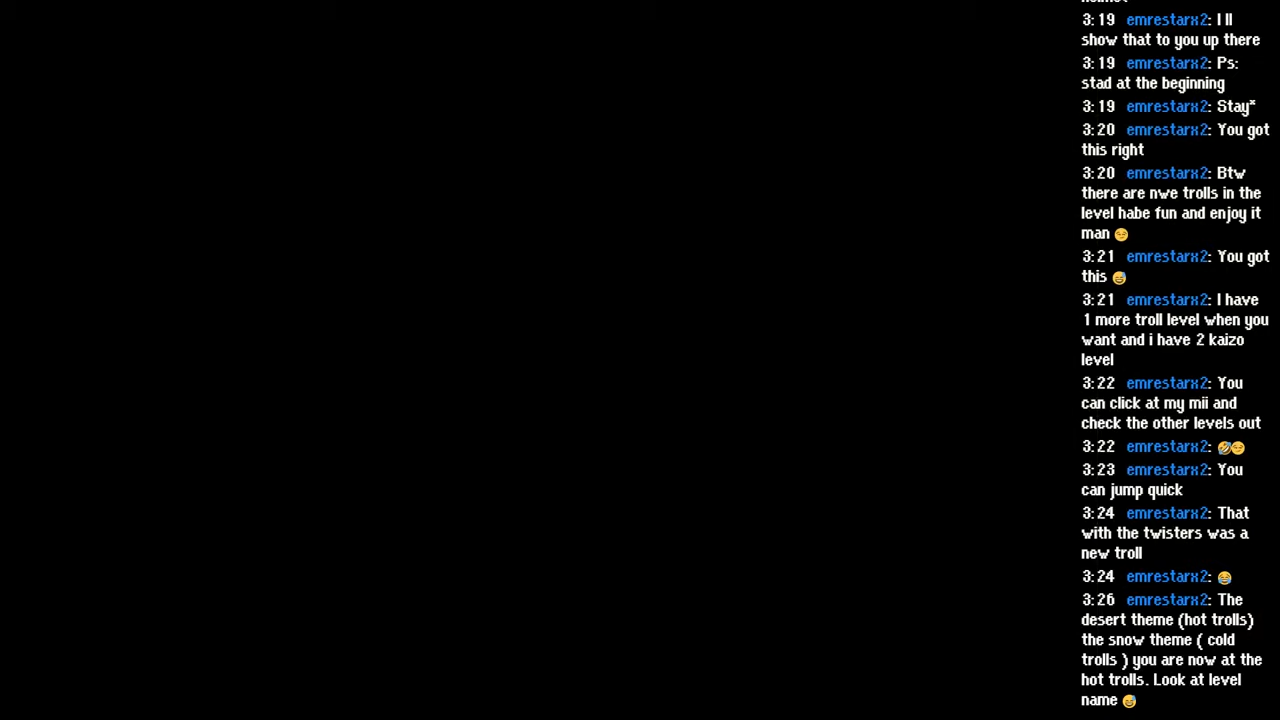 3:19 emrestarx2: I ll
show that to you up there
3:19 emrestarx2: Ps:
stad at the beginning
3:19 emrestarx2: Stay*
3:20 emrestarx2: You got
this right
3:20 emrestarx2: Btw
there are nwe trolls in the
level habe fun and enjoy it
man 😏
3:21 emrestarx2: You got
this 😅
3:21 emrestarx2: I have
1 more troll level when you
want and i have 2 kaizo
level
3:22 emrestarx2: You
can click at my mii and
check the other levels out
3:22 emrestarx2: 🤣😏
3:23 emrestarx2: You
can jump quick
3:24 emrestarx2: That
with the twisters was a
new troll
3:24 emrestarx2: 😂
3:26 emrestarx2: The
desert theme (hot trolls)
the snow theme ( cold
trolls ) you are now at the
hot trolls. Look at level
name 😅